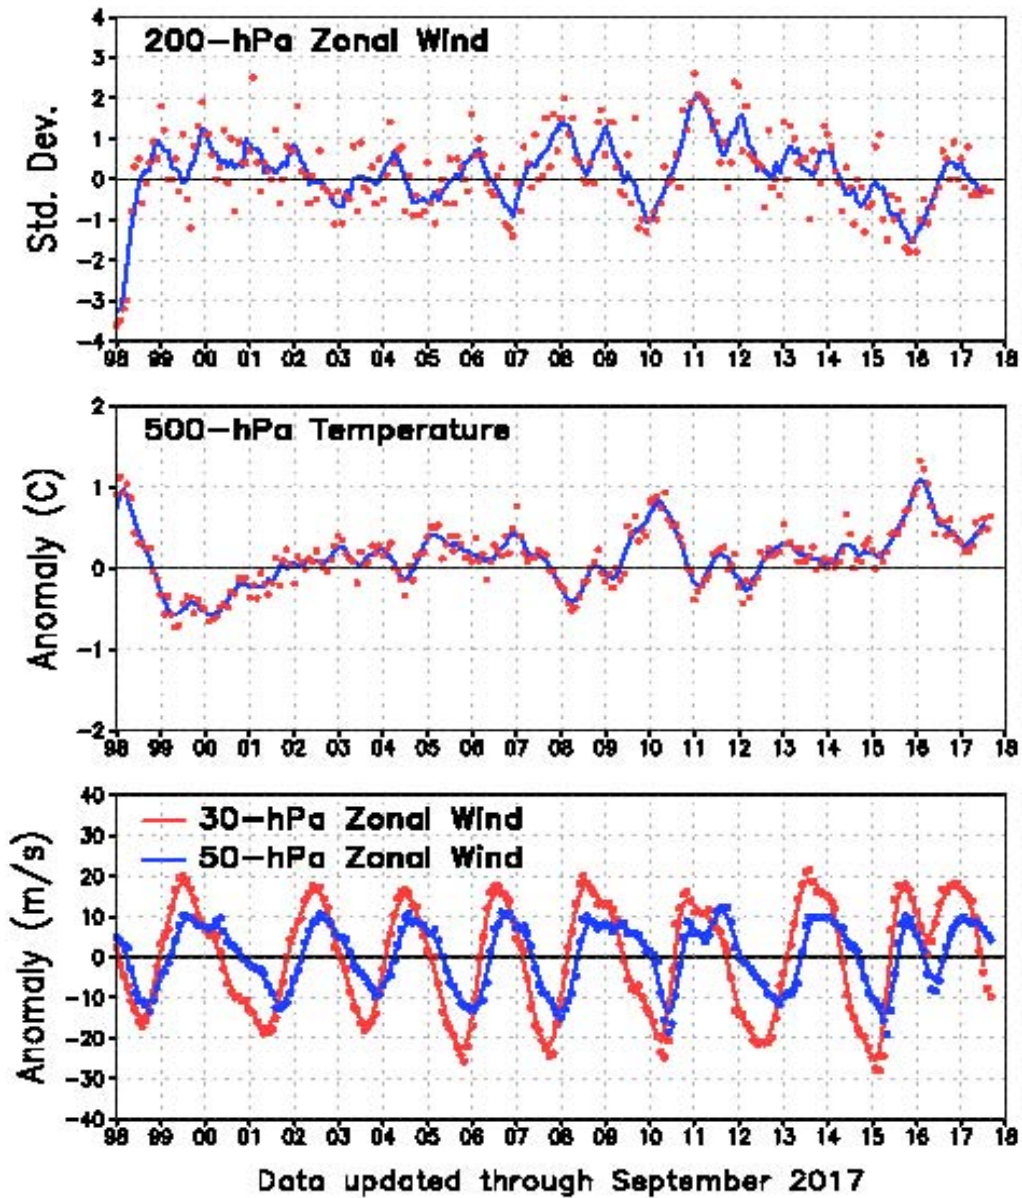 200-hPa Zonal Wind
Std. Dev.
4
3
2
1
0
-1
-2
-3
-4
98 99 00 01 02 03 04 05 06 07 08 09 10 11 12 13 14 15 16 17 18
500-hPa Temperature
Anomaly (C)
2
1
0
-1
-2
98 99 00 01 02 03 04 05 06 07 08 09 10 11 12 13 14 15 16 17 18
30-hPa Zonal Wind
50-hPa Zonal Wind
Anomaly (m/s)
40
30
20
10
0
-10
-20
-30
-40
98 99 00 01 02 03 04 05 06 07 08 09 10 11 12 13 14 15 16 17 18
Data updated through September 2017